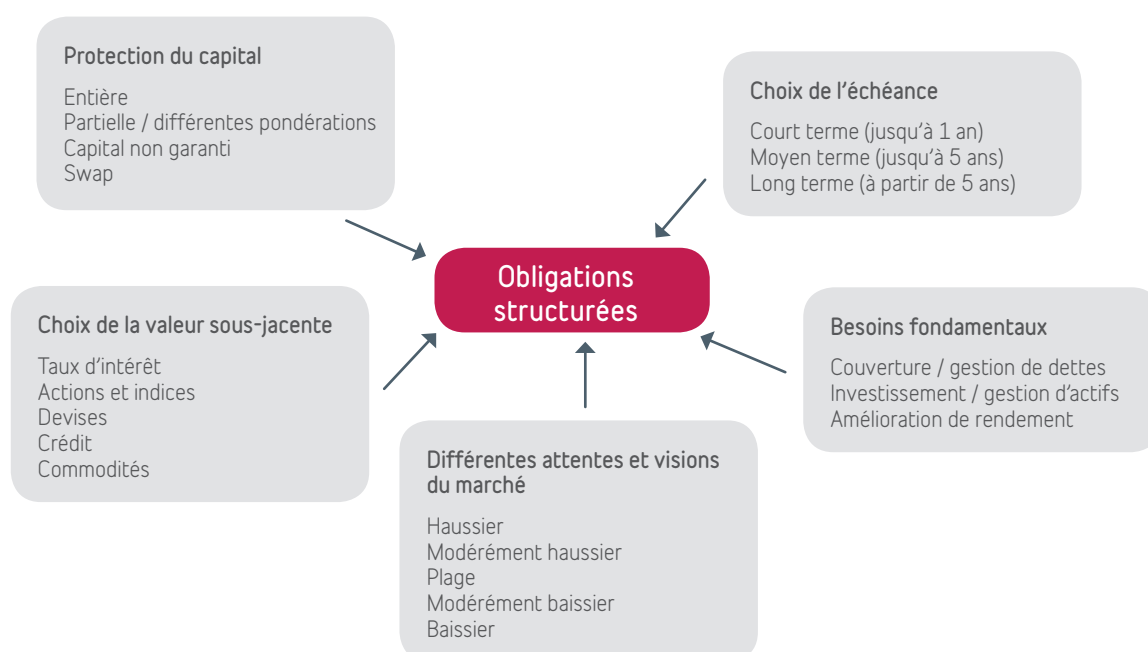 Protection du capital
Entière
Partielle / différentes pondérations
Capital non garanti
Swap
Choix de l'échéance
Court terme (jusqu'à 1 an)
Moyen terme (jusqu'à 5 ans)
Long terme (à partir de 5 ans)
Obligations
structurées
Choix de la valeur sous-jacente
Taux d'intérêt
Actions et indices
Devises
Crédit
Commodités
Besoins fondamentaux
Couverture / gestion de dettes
Investissement / gestion d'actifs
Amélioration de rendement
Différentes attentes et visions
du marché
Haussier
Modérément haussier
Plage
Modérément baissier
Baissier